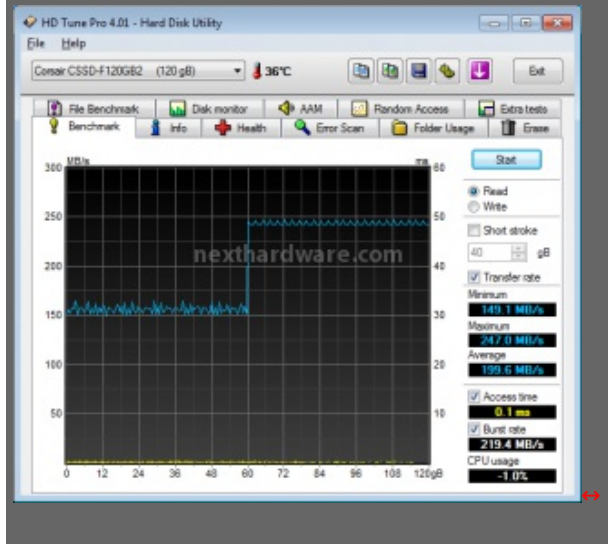 HD Tune Pro 4.01 - Hard Disk Utility
File Help
Corsair CSSD-F120GB2 (120 gB) 36°C Exit
File Benchmark Disk monitor AAM Random Access Extra tests
Benchmark Info Health Error Scan Folder Usage Erase
MB/s ms
Start
300 60
Read
Write
250 50
Short stroke
40 gB
nexthardware.com
200 40
Transfer rate
Minimum
149.1 MB/s
150 30
Maximum
247.0 MB/s
Average
199.6 MB/s
100 20
Access time
0.1 ms
50 10
Burst rate
219.4 MB/s
CPU usage
-1.0%
0 12 24 36 48 60 72 84 96 108 120gB